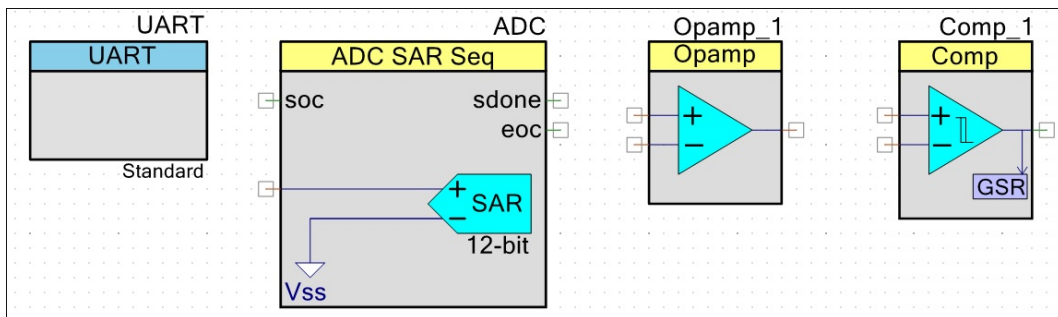 UART
UART
Standard
ADC
ADC SAR Seq
soc
sdone
eoc
+
SAR
−
12-bit
Vss
Opamp_1
Opamp
+
−
Comp_1
Comp
+
−
GSR